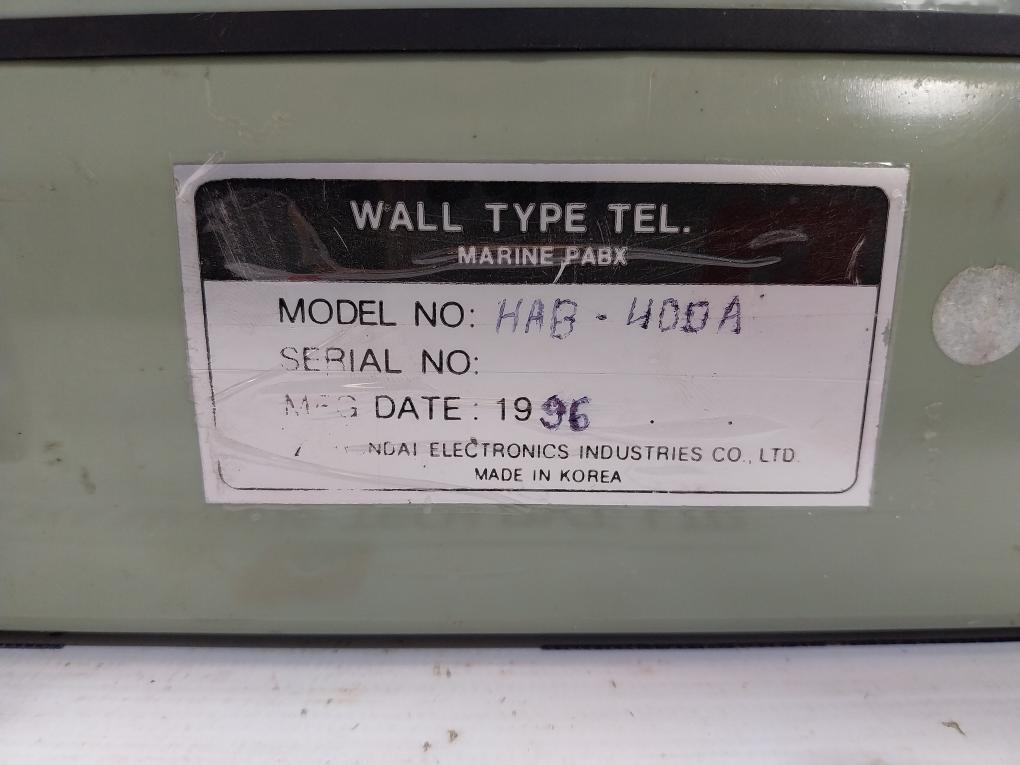 WALL TYPE TEL.
MARINE PABX
MODEL NO: HAB - 400A
SERIAL NO:
MFG DATE : 1996 .
ELECTRONICS INDUSTRIES CO., LTD.
MADE IN KOREA